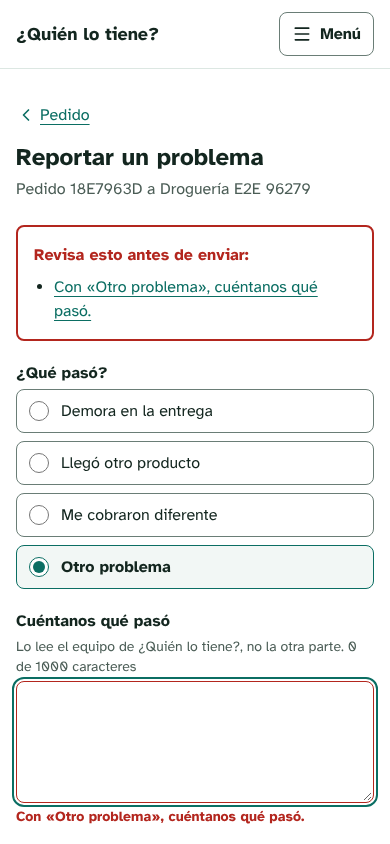 ¿Quién lo tiene?
Menú
Pedido
Reportar un problema
Pedido 18E7963D a Droguería E2E 96279
Revisa esto antes de enviar:
Con «Otro problema», cuéntanos qué
pasó.
¿Qué pasó?
Demora en la entrega
Llegó otro producto
Me cobraron diferente
Otro problema
Cuéntanos qué pasó
Lo lee el equipo de ¿Quién lo tiene?, no la otra parte. 0
de 1000 caracteres
Con «Otro problema», cuéntanos qué pasó.